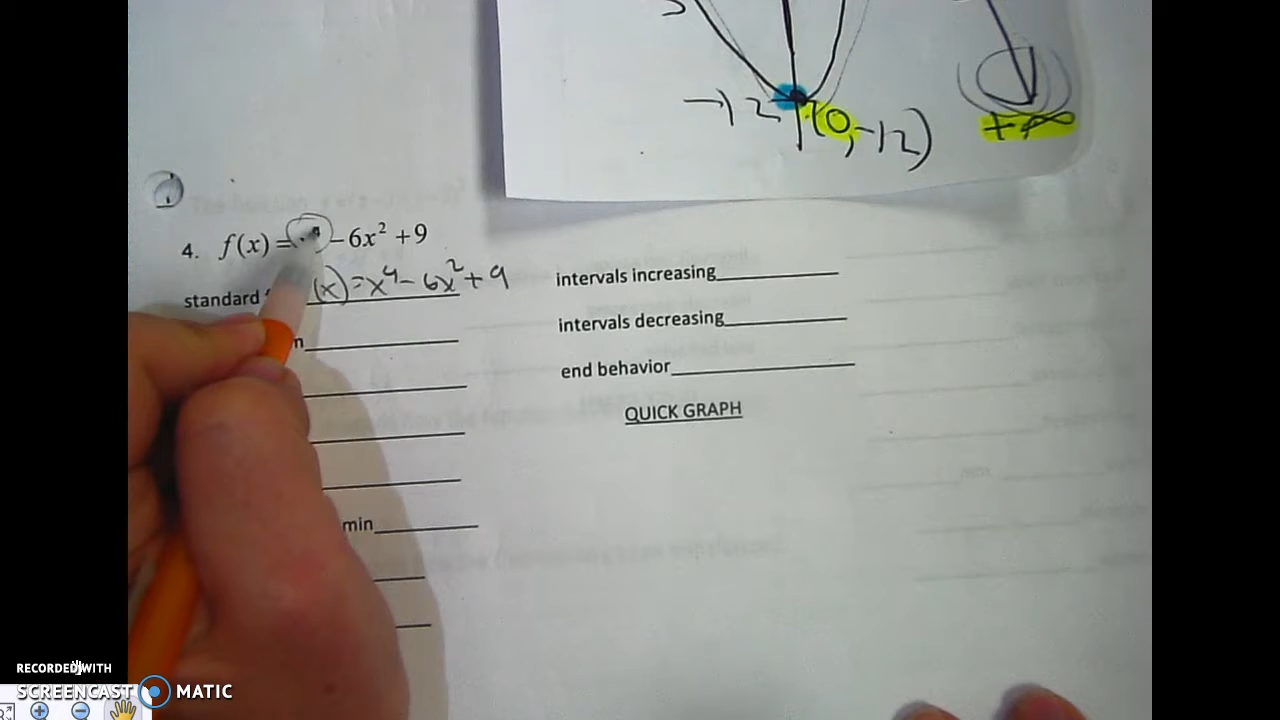 -12 (0,-12)
+∞
4. f(x) = - 6x² + 9
standard (x) = x⁴ - 6x² + 9
intervals increasing
intervals decreasing
end behavior
QUICK GRAPH
min
RECORDED WITH
SCREENCAST MATIC